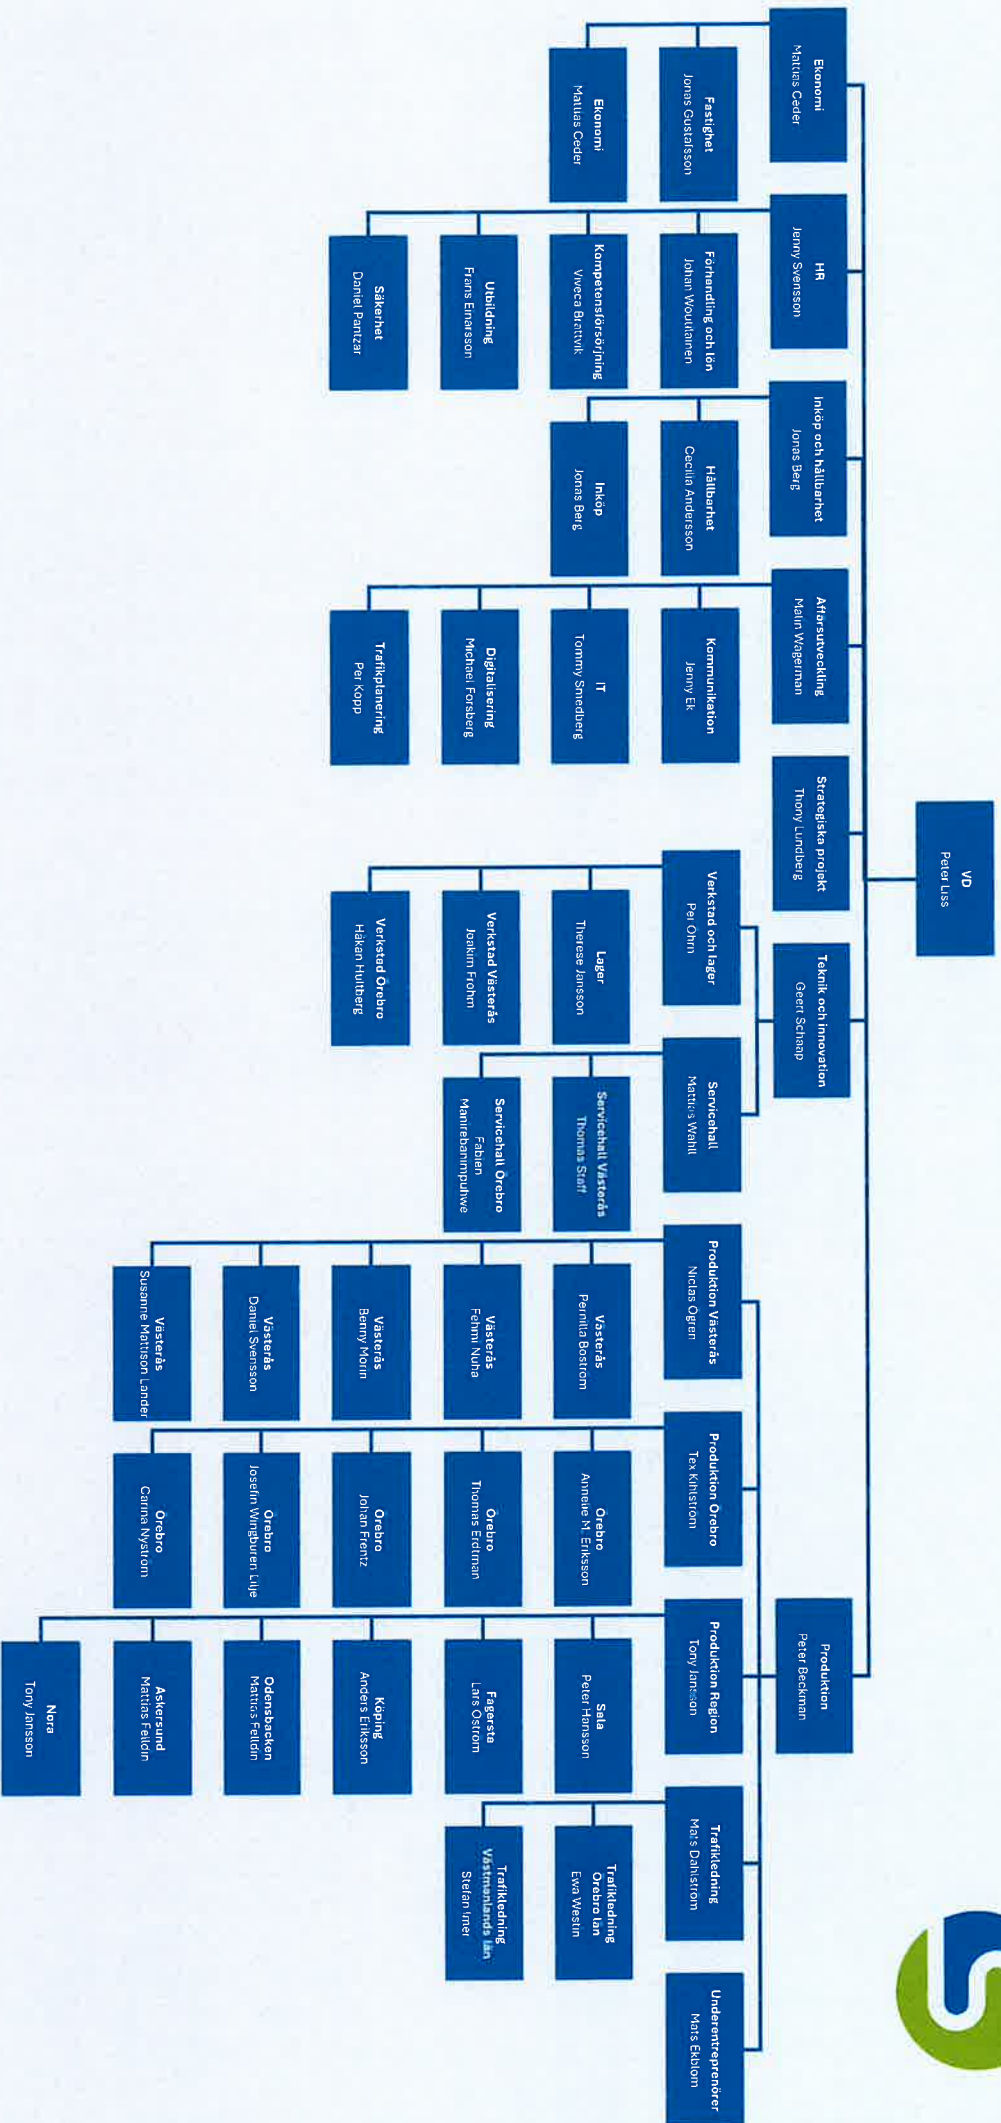 VD
Peter Liss
Ekonomi
Mattias Ceder
Fastighet
Jonas Gustafsson
Ekonomi
Mattias Ceder
HR
Jenny Svensson
Förhandling och lön
Johan Woutilainen
Kompetensförsörjning
Viveca Brattvik
Utbildning
Frans Einarsson
Säkerhet
Daniel Pantzar
Inköp och hållbarhet
Jonas Berg
Hållbarhet
Cecilia Andersson
Inköp
Jonas Berg
Affärsutveckling
Malin Wagerman
Kommunikation
Jenny Ek
IT
Tommy Smedberg
Digitalisering
Michael Forsberg
Trafikplanering
Per Kopp
Strategiska projekt
Thony Lundberg
Teknik och innovation
Geert Schaap
Verkstad och lager
Per Öhrn
Lager
Therese Jansson
Verkstad Västerås
Joakim Frohm
Verkstad Örebro
Håkan Hultberg
Servicehall
Mattias Wahll
Servicehall Västerås
Thomas Staff
Servicehall Örebro
Fabien
Manirebanimpuhwe
Produktion
Peter Beckman
Produktion Västerås
Niclas Ögren
Västerås
Pernilla Boström
Västerås
Fehmi Nuha
Västerås
Benny Morin
Västerås
Daniel Svensson
Västerås
Susanne Mattison Lander
Produktion Örebro
Tex Kihlström
Örebro
Annelie M. Eriksson
Örebro
Thomas Erdtman
Örebro
Johan Frentz
Örebro
Josefin Wingburen Lilje
Örebro
Carina Nyström
Produktion Region
Tony Jansson
Sala
Peter Hansson
Fagersta
Lars Öström
Köping
Anders Eriksson
Odensbacken
Mattias Felldin
Askersund
Mattias Felldin
Nora
Tony Jansson
Trafikledning
Mats Dahlström
Trafikledning
Örebro län
Ewa Westin
Trafikledning
Västmanlands län
Stefan Imer
Underentreprenörer
Mats Ekblom